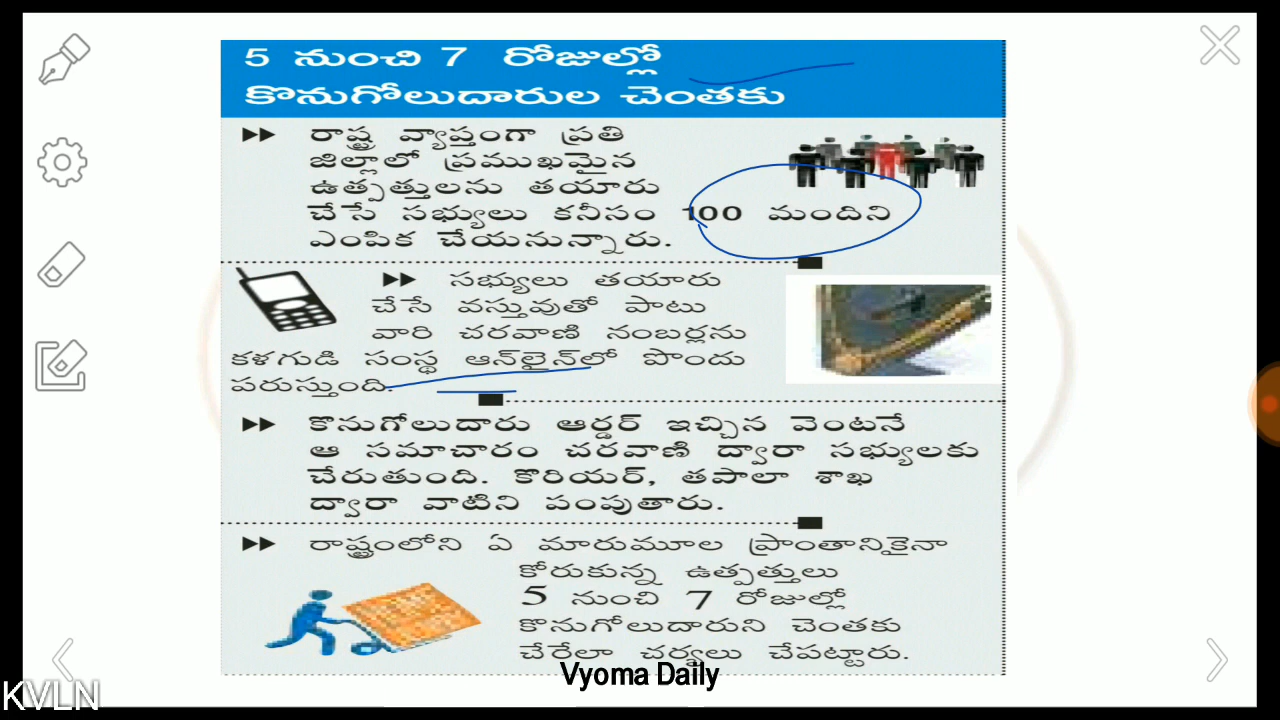 5 నుంచి 7 రోజుల్లో
కొనుగోలుదారుల చెంతకు
రాష్ట్ర వ్యాప్తంగా ప్రతి
జిల్లాలో ప్రముఖమైన
ఉత్పత్తులను తయారు
చేసే సభ్యులు కనీసం 100 మందిని
ఎంపిక చేయనున్నారు.
సభ్యులు తయారు
చేసే వస్తువుతో పాటు
వారి చరవాణి నంబర్లను
కళగుడి సంస్థ ఆన్‌లైన్‌లో పొందు
పరుస్తుంది.
కొనుగోలుదారు ఆర్డర్ ఇచ్చిన వెంటనే
ఆ సమాచారం చరవాణి ద్వారా సభ్యులకు
చేరుతుంది. కొరియర్, తపాలా శాఖ
ద్వారా వాటిని పంపుతారు.
రాష్ట్రంలోని ఏ మారుమూల ప్రాంతానికైనా
కోరుకున్న ఉత్పత్తులు
5 నుంచి 7 రోజుల్లో
కొనుగోలుదారుని చెంతకు
చేరేలా చర్యలు చేపట్టారు.
Vyoma Daily
KVLN